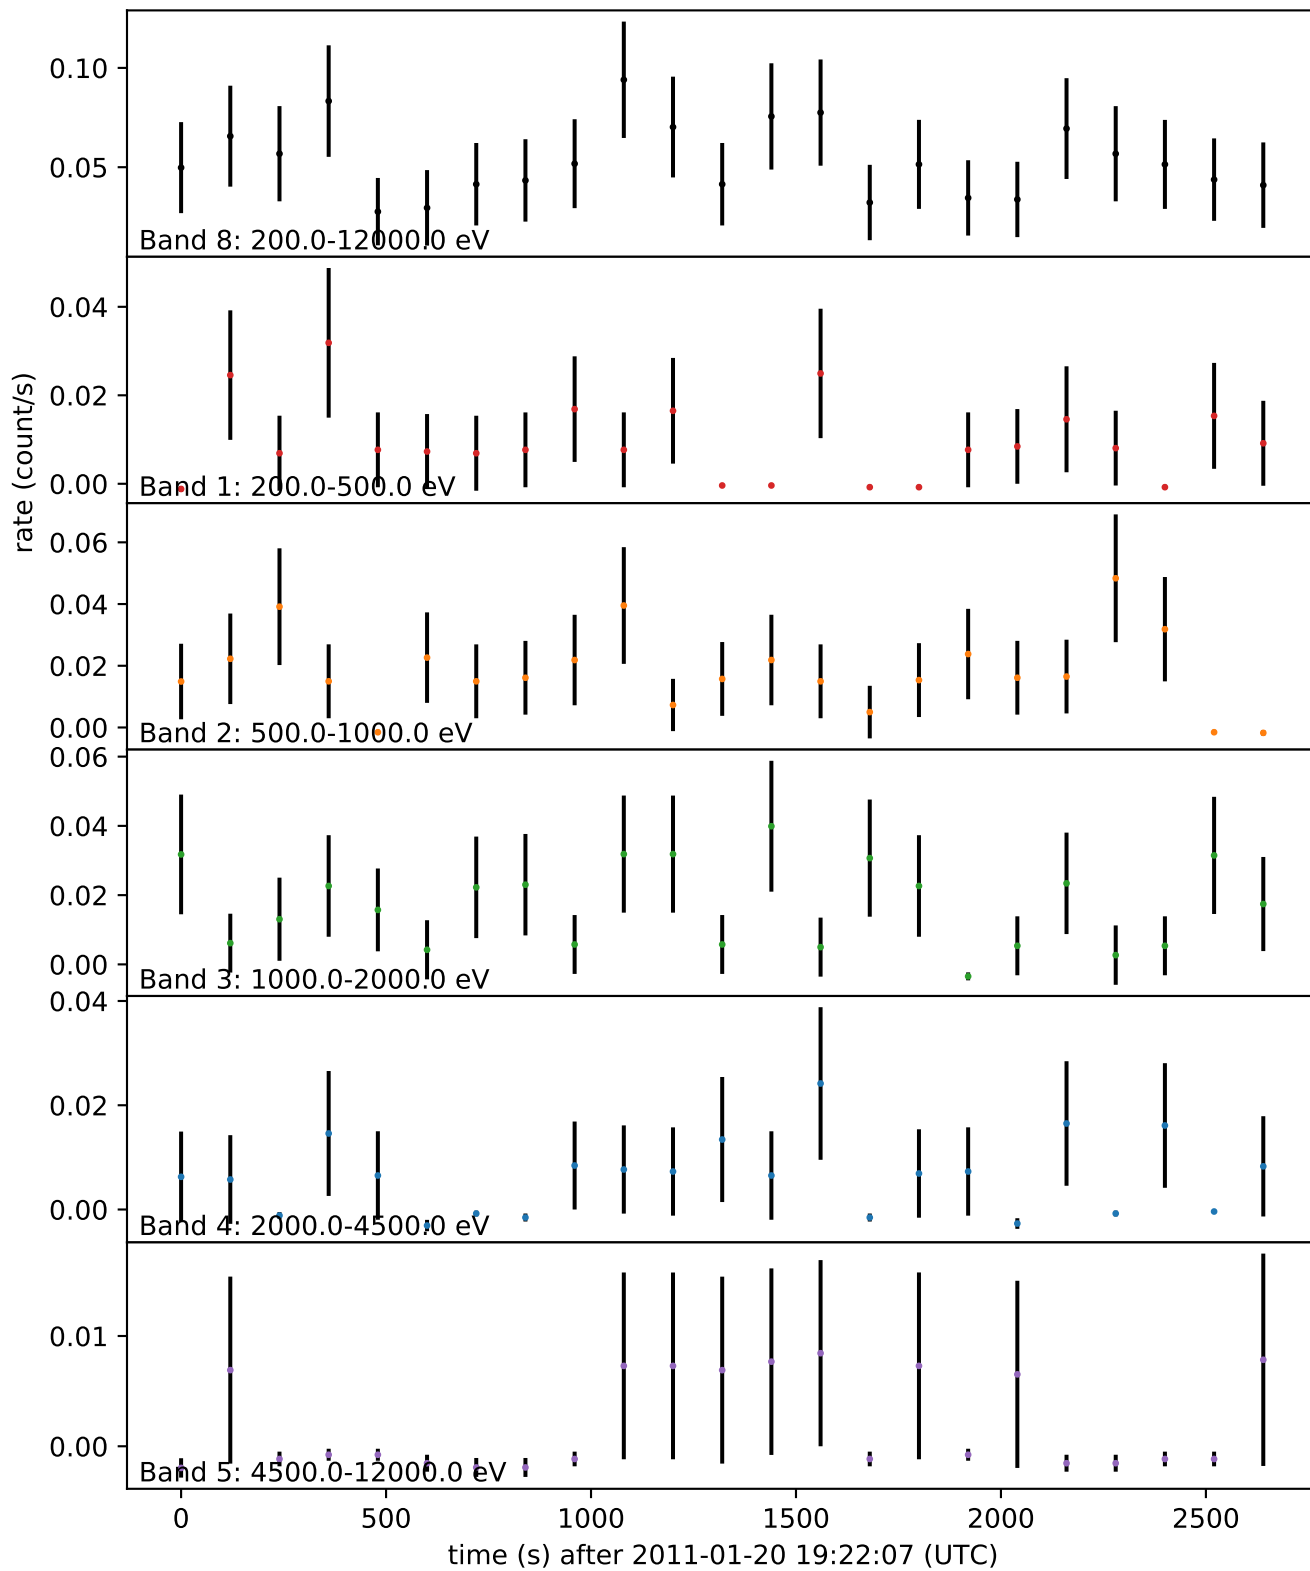 0.10
0.05
Band 8: 200.0-12000.0 eV
0.04
0.02
0.00
Band 1: 200.0-500.0 eV
rate (count/s)
0.06
0.04
0.02
0.00
Band 2: 500.0-1000.0 eV
0.06
0.04
0.02
0.00
Band 3: 1000.0-2000.0 eV
0.04
0.02
0.00
Band 4: 2000.0-4500.0 eV
0.01
0.00
Band 5: 4500.0-12000.0 eV
0 500 1000 1500 2000 2500
time (s) after 2011-01-20 19:22:07 (UTC)